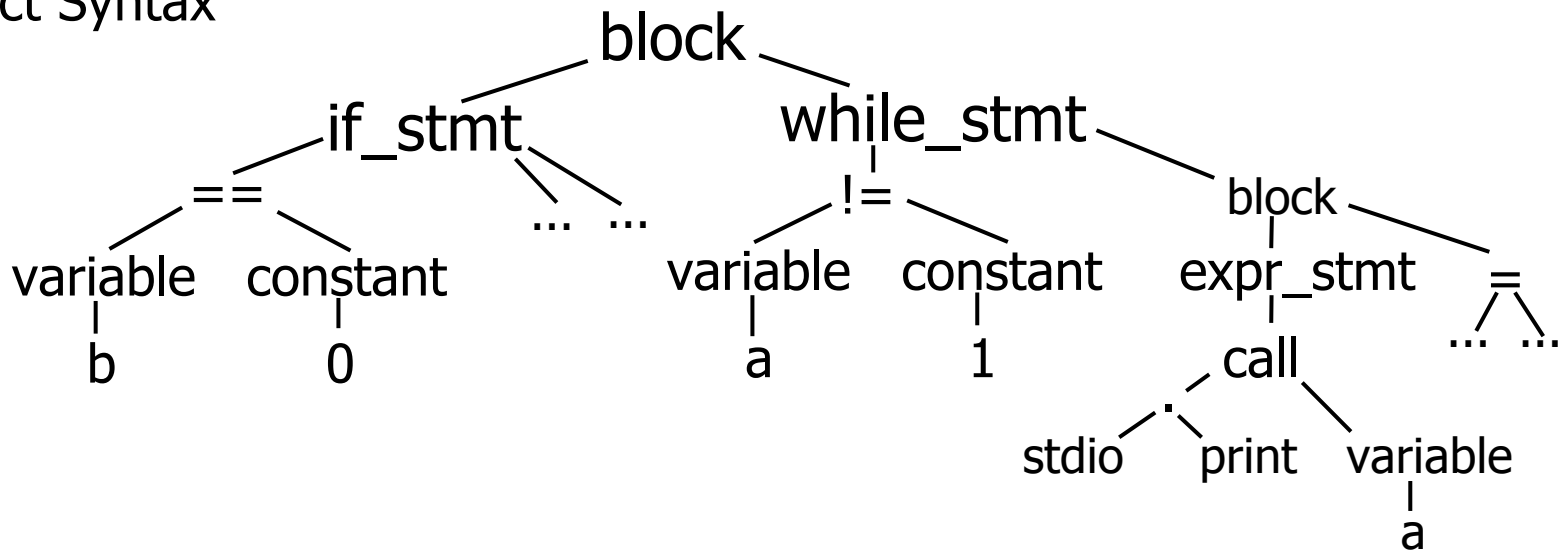 ct Syntax
block
if_stmt while_stmt
== != block
... ...
variable constant variable constant expr_stmt =
b 0 a 1 call ... ...
.
stdio print variable
a